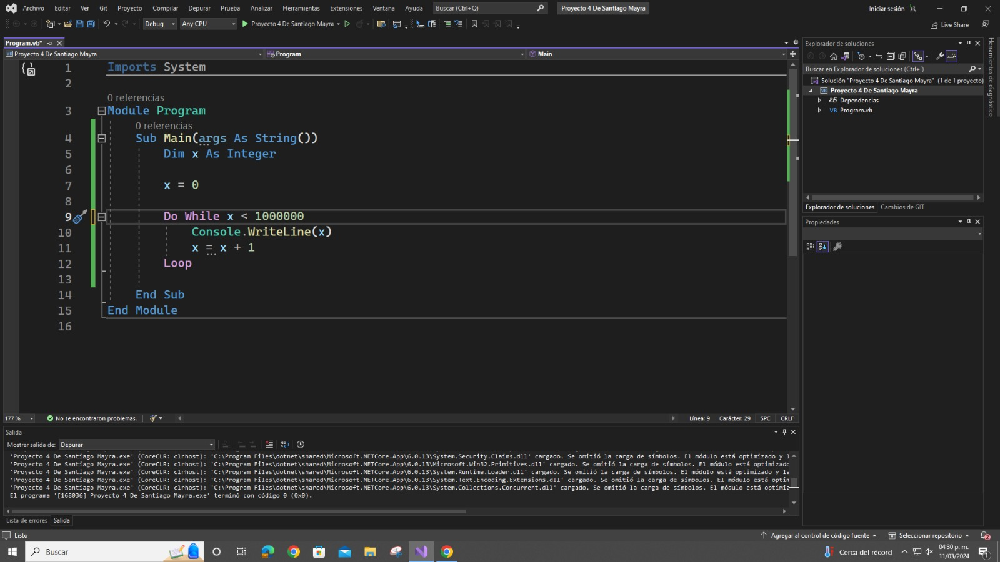 Archivo Editar Ver Git Proyecto Compilar Depurar Prueba Analizar Herramientas Extensiones Ventana Ayuda Buscar (Ctrl+Q) Proyecto 4 De Santiago Mayra Iniciar sesión
Debug Any CPU Proyecto 4 De Santiago Mayra Live Share
Program.vb*
Proyecto 4 De Santiago Mayra Program Main
1 Imports System
2
0 referencias
3 Module Program
0 referencias
4 Sub Main(args As String())
5 Dim x As Integer
6
7 x = 0
8
9 Do While x < 1000000
10 Console.WriteLine(x)
11 x = x + 1
12 Loop
13
14 End Sub
15 End Module
16
177 % No se encontraron problemas. Línea: 9 Carácter: 29 SPC CRLF
Salida
Mostrar salida de: Depurar
'Proyecto 4 De Santiago Mayra.exe' (CoreCLR: clrhost): 'C:\Program Files\dotnet\shared\Microsoft.NETCore.App\6.0.13\System.Security.Claims.dll' cargado. Se omitió la carga de símbolos. El módulo está optimizado y l
'Proyecto 4 De Santiago Mayra.exe' (CoreCLR: clrhost): 'C:\Program Files\dotnet\shared\Microsoft.NETCore.App\6.0.13\Microsoft.Win32.Primitives.dll' cargado. Se omitió la carga de símbolos. El módulo está optimizado
'Proyecto 4 De Santiago Mayra.exe' (CoreCLR: clrhost): 'C:\Program Files\dotnet\shared\Microsoft.NETCore.App\6.0.13\System.Runtime.Loader.dll' cargado. Se omitió la carga de símbolos. El módulo está optimizado y la
'Proyecto 4 De Santiago Mayra.exe' (CoreCLR: clrhost): 'C:\Program Files\dotnet\shared\Microsoft.NETCore.App\6.0.13\System.Text.Encoding.Extensions.dll' cargado. Se omitió la carga de símbolos. El módulo está optim
'Proyecto 4 De Santiago Mayra.exe' (CoreCLR: clrhost): 'C:\Program Files\dotnet\shared\Microsoft.NETCore.App\6.0.13\System.Collections.Concurrent.dll' cargado. Se omitió la carga de símbolos. El módulo está optimi
El programa '[168036] Proyecto 4 De Santiago Mayra.exe' terminó con código 0 (0x0).
Lista de errores Salida
Explorador de soluciones
Buscar en Explorador de soluciones (Ctrl+´)
Solución "Proyecto 4 De Santiago Mayra" (1 de 1 proyecto)
Proyecto 4 De Santiago Mayra
Dependencias
VB Program.vb
Explorador de soluciones Cambios de GIT
Propiedades
Herramientas de diagnóstico
Listo Agregar al control de código fuente Seleccionar repositorio 2
Buscar Cerca del récord 04:30 p. m.
11/03/2024 1